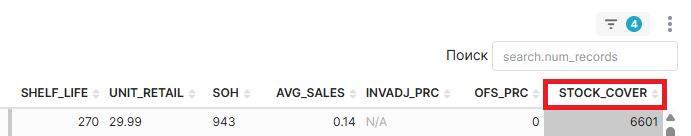 4
Поиск search.num_records
SHELF_LIFE UNIT_RETAIL SOH AVG_SALES INVADJ_PRC OFS_PRC STOCK_COVER
270 29.99 943 0.14 N/A 0 6601